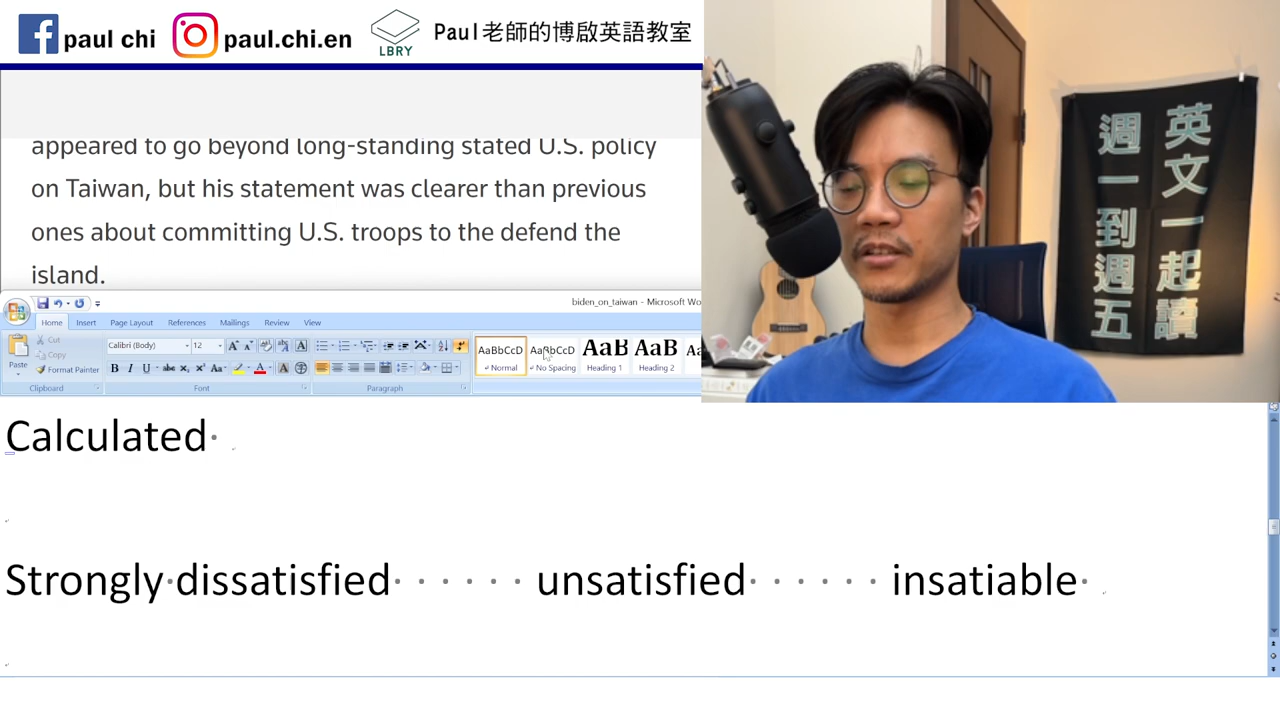 paul chi
paul.chi.en
LBRY
Paul老師的博啟英語教室
appeared to go beyond long-standing stated U.S. policy
on Taiwan, but his statement was clearer than previous
ones about committing U.S. troops to the defend the
island.
biden_on_taiwan - Microsoft Wo
Home Insert Page Layout References Mailings Review View
Paste
Cut
Copy
Format Painter
Clipboard
Calibri (Body) 12
Font
Paragraph
AaBbCcD
Normal
AaBbCcD
No Spacing
AaB
Heading 1
AaB
Heading 2
Calculated
Strongly dissatisfied unsatisfied insatiable
英文一起讀
週一到週五